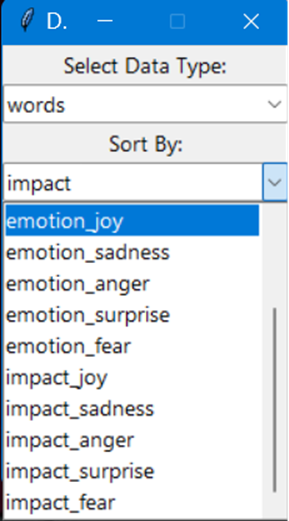 D.
Select Data Type:
words
Sort By:
impact
emotion_joy
emotion_sadness
emotion_anger
emotion_surprise
emotion_fear
impact_joy
impact_sadness
impact_anger
impact_surprise
impact_fear